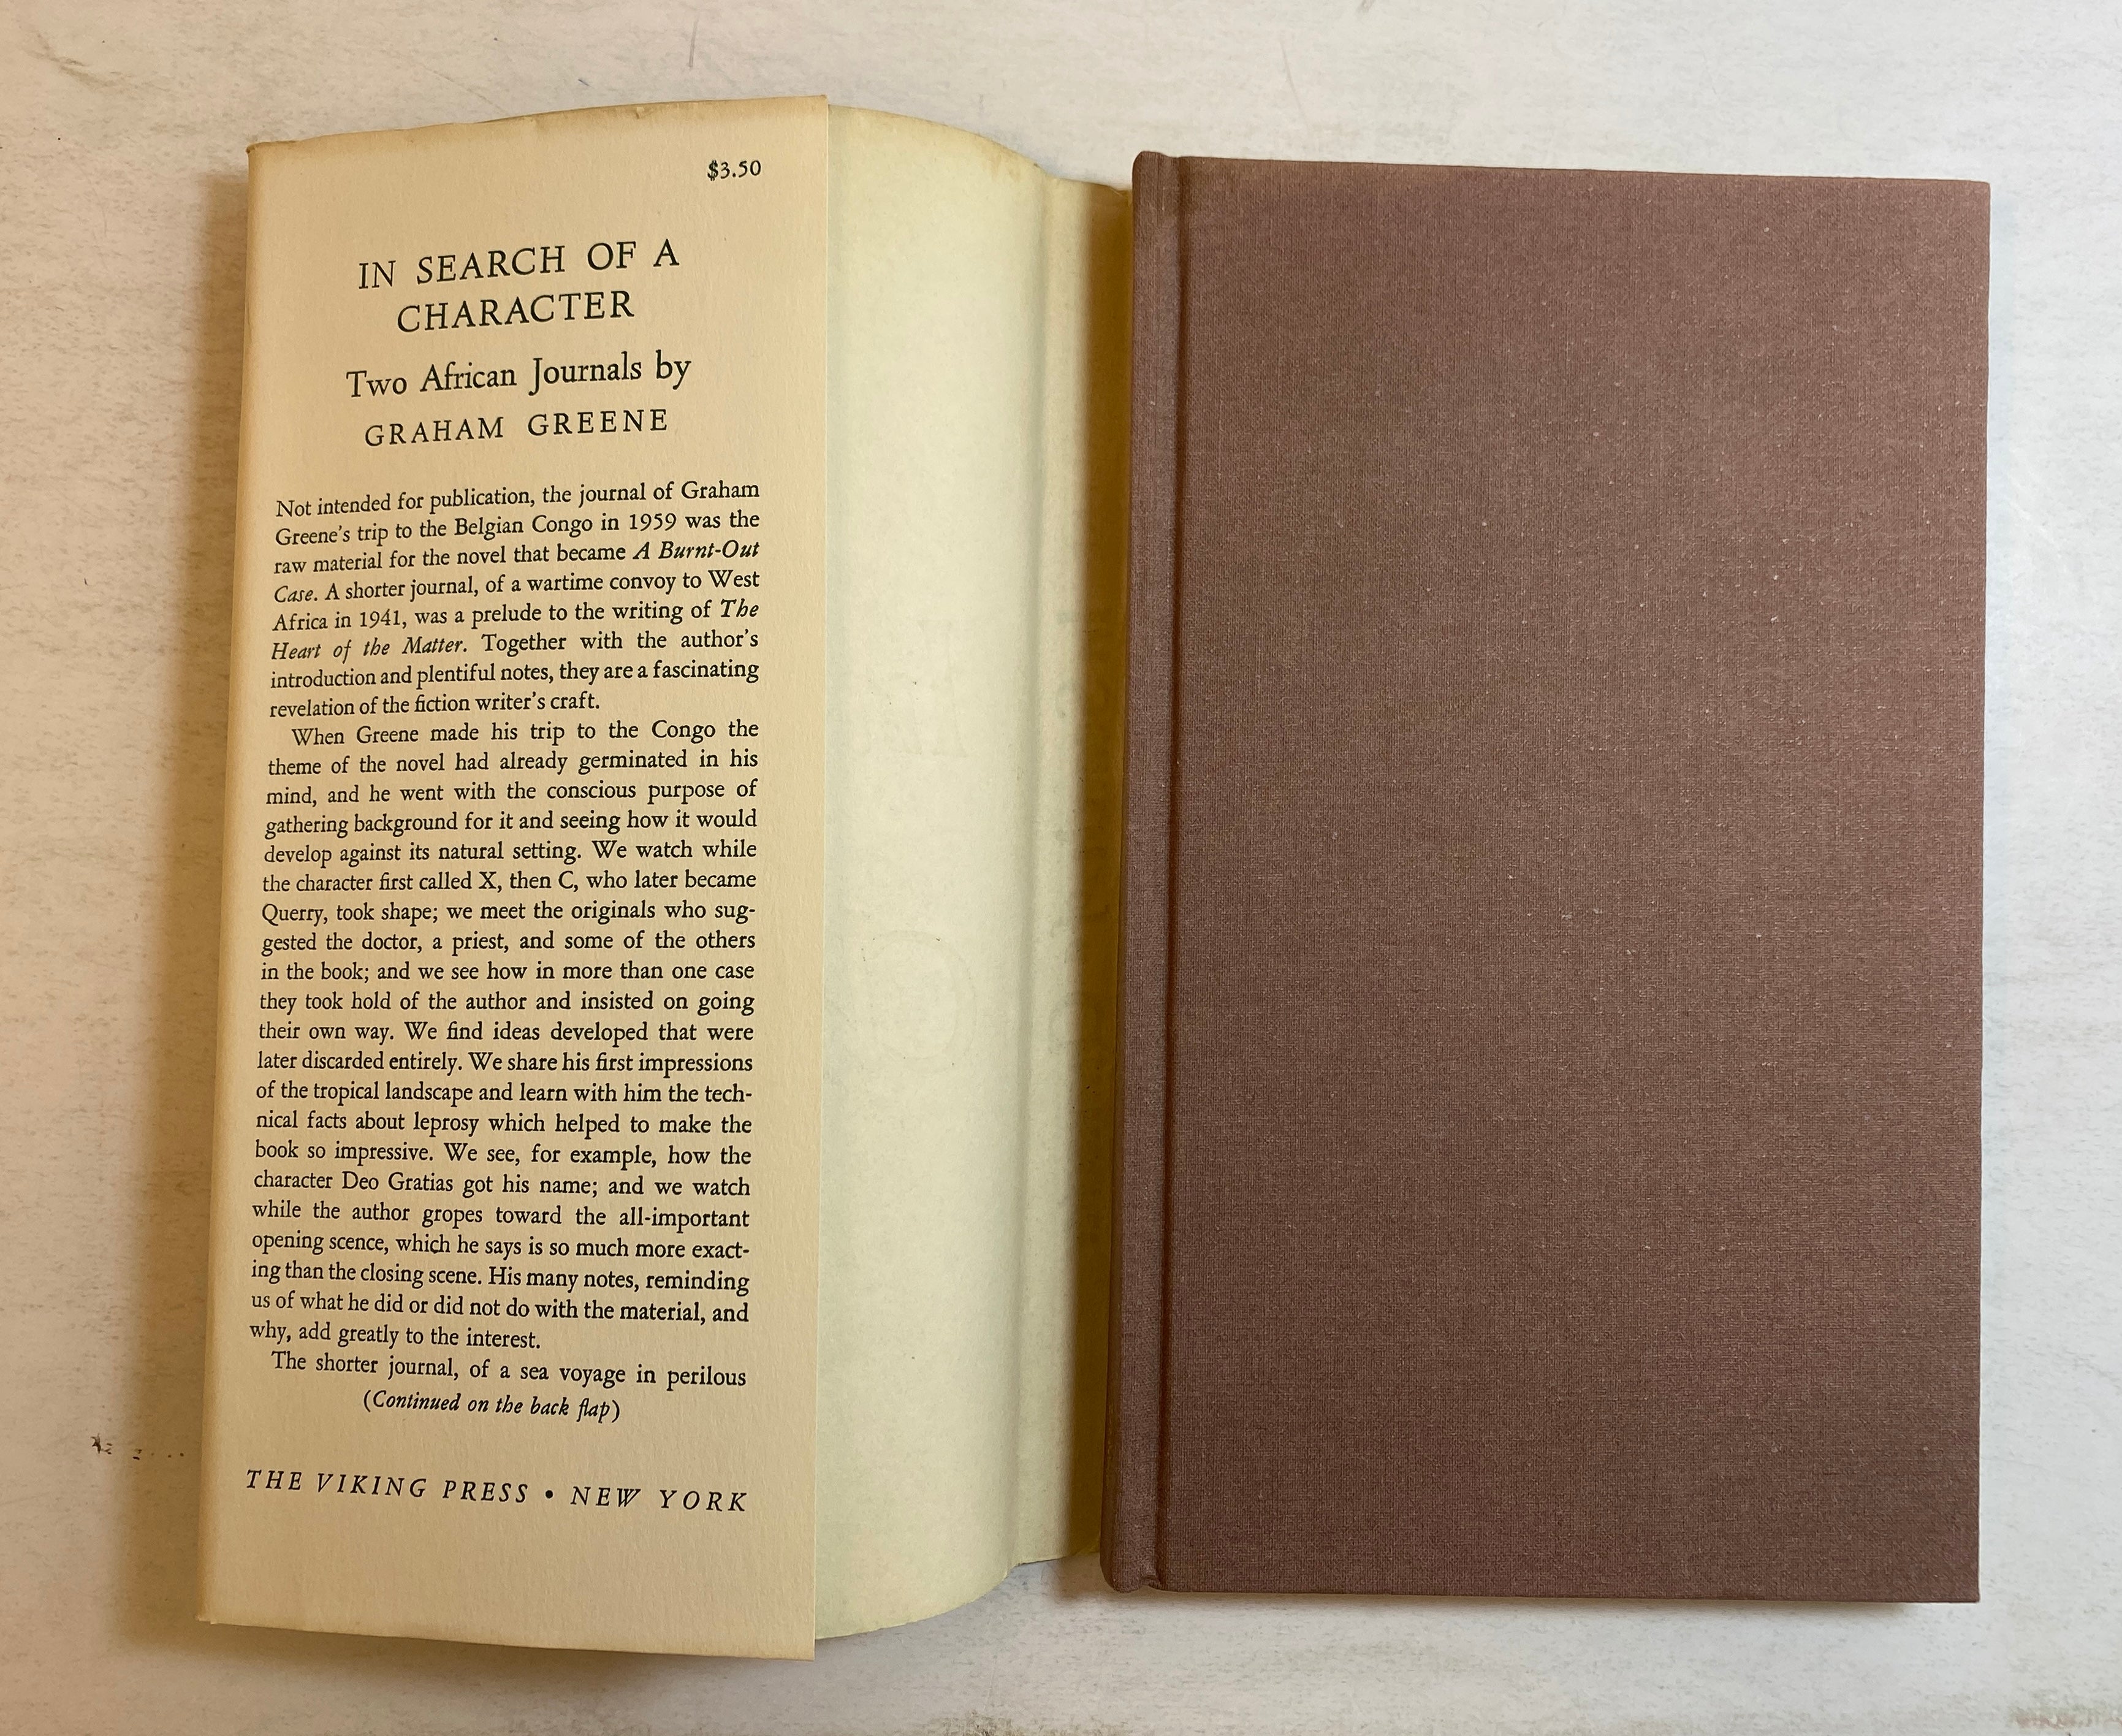 $3.50
IN SEARCH OF A
CHARACTER
Two African Journals by
GRAHAM GREENE
Not intended for publication, the journal of Graham
Greene's trip to the Belgian Congo in 1959 was the
raw material for the novel that became A Burnt-Out
Case. A shorter journal, of a wartime convoy to West
Africa in 1941, was a prelude to the writing of The
Heart of the Matter. Together with the author's
introduction and plentiful notes, they are a fascinating
revelation of the fiction writer's craft.
When Greene made his trip to the Congo the
theme of the novel had already germinated in his
mind, and he went with the conscious purpose of
gathering background for it and seeing how it would
develop against its natural setting. We watch while
the character first called X, then C, who later became
Querry, took shape; we meet the originals who sug-
gested the doctor, a priest, and some of the others
in the book; and we see how in more than one case
they took hold of the author and insisted on going
their own way. We find ideas developed that were
later discarded entirely. We share his first impressions
of the tropical landscape and learn with him the tech-
nical facts about leprosy which helped to make the
book so impressive. We see, for example, how the
character Deo Gratias got his name; and we watch
while the author gropes toward the all-important
opening scence, which he says is so much more exact-
ing than the closing scene. His many notes, reminding
us of what he did or did not do with the material, and
why, add greatly to the interest.
The shorter journal, of a sea voyage in perilous
(Continued on the back flap)
THE VIKING PRESS • NEW YORK